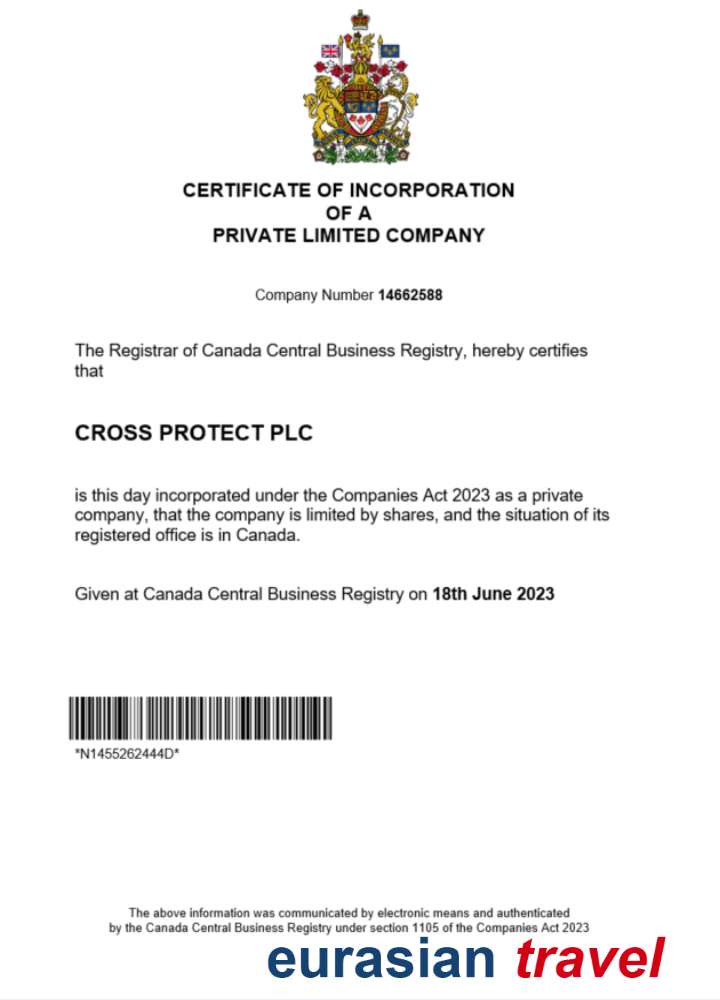 CERTIFICATE OF INCORPORATION
OF A
PRIVATE LIMITED COMPANY
Company Number 14662588
The Registrar of Canada Central Business Registry, hereby certifies
that
CROSS PROTECT PLC
is this day incorporated under the Companies Act 2023 as a private
company, that the company is limited by shares, and the situation of its
registered office is in Canada.
Given at Canada Central Business Registry on 18th June 2023
*N1455262444D*
The above information was communicated by electronic means and authenticated
by the Canada Central Business Registry under section 1105 of the Companies Act 2023
eurasian travel